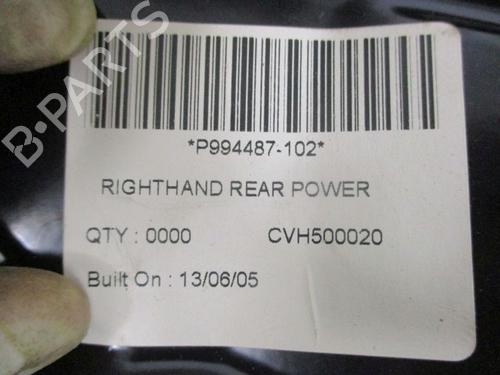 B-PARTS
*P994487-102*
RIGHTHAND REAR POWER
QTY : 0000 CVH500020
Built On : 13/06/05